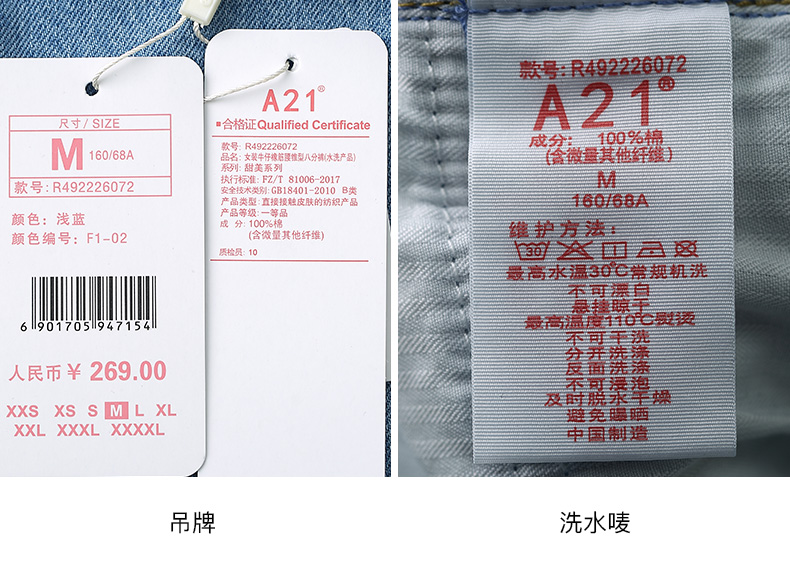 尺寸/SIZE
M 160/68A
款号: R492226072
颜色: 浅蓝
颜色编号: F1-02
6 901705 947154
人民币￥ 269.00
XXS XS S M L XL
XXL XXXL XXXXL
A21®
■合格证Qualified Certificate
款号: R492226072
品名: 女装牛仔橡筋腰锥型八分裤(水洗产品)
系列: 甜美系列
执行标准: FZ/T 81006-2017
安全技术类别: GB18401-2010 B类
产品类型: 直接接触皮肤的纺织产品
产品等级: 一等品
成 分: 100%棉
(含微量其他纤维)
质检员: 10
吊牌
款号: R492226072
A21®
成分: 100%棉
(含微量其他纤维)
M
160/68A
维护方法:
30
最高水温30℃常规机洗
不可漂白
悬挂晾干
最高温度110℃熨烫
不可干洗
分开洗涤
反面洗涤
不可浸泡
及时脱水干燥
避免曝晒
中国制造
洗水唛